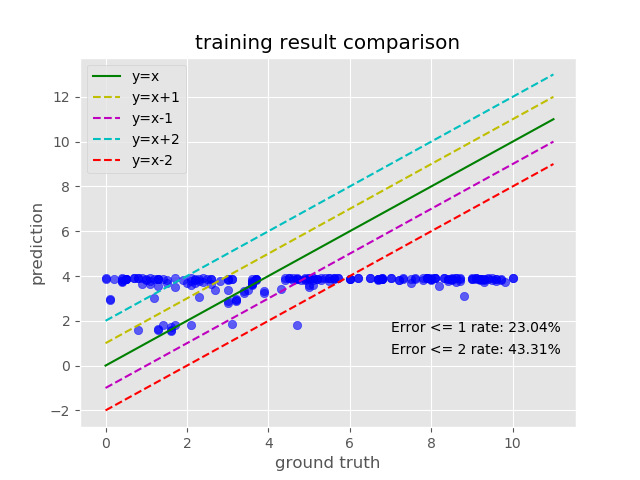 training result comparison
y=x
y=x+1
y=x-1
y=x+2
y=x-2
12
10
8
6
4
2
0
−2
prediction
Error <= 1 rate: 23.04%
Error <= 2 rate: 43.31%
0 2 4 6 8 10
ground truth